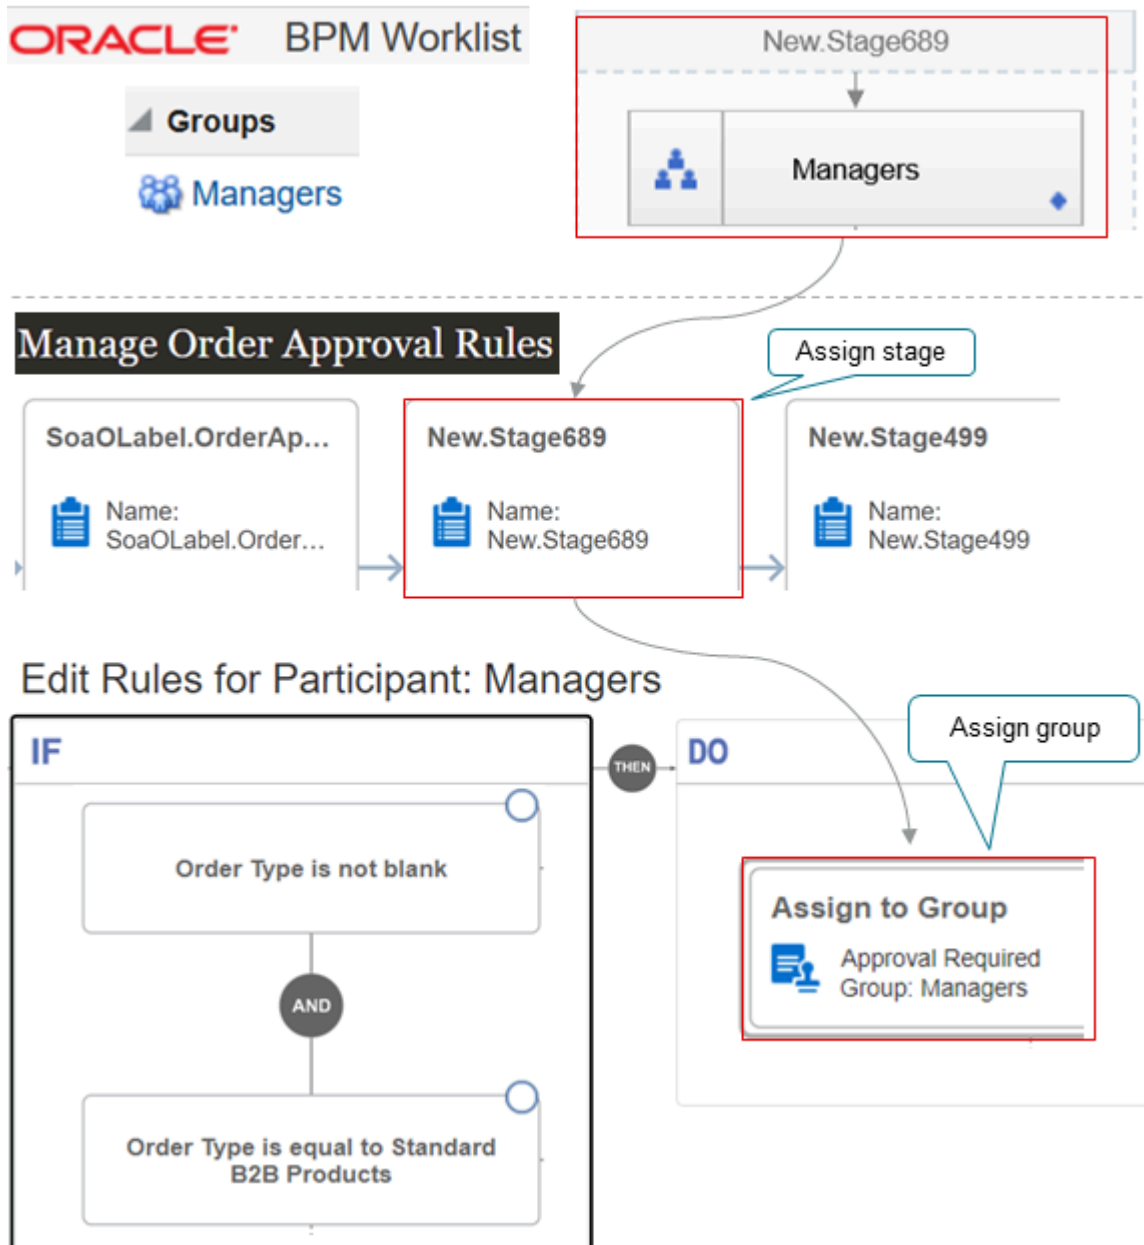 ORACLE BPM Worklist
New.Stage689
Groups
Managers
Managers
Manage Order Approval Rules
Assign stage
SoaOLabel.OrderAp...
Name:
SoaOLabel.Order...
New.Stage689
Name:
New.Stage689
New.Stage499
Name:
New.Stage499
Edit Rules for Participant: Managers
IF
THEN
DO
Assign group
Order Type is not blank
AND
Order Type is equal to Standard
B2B Products
Assign to Group
Approval Required
Group: Managers